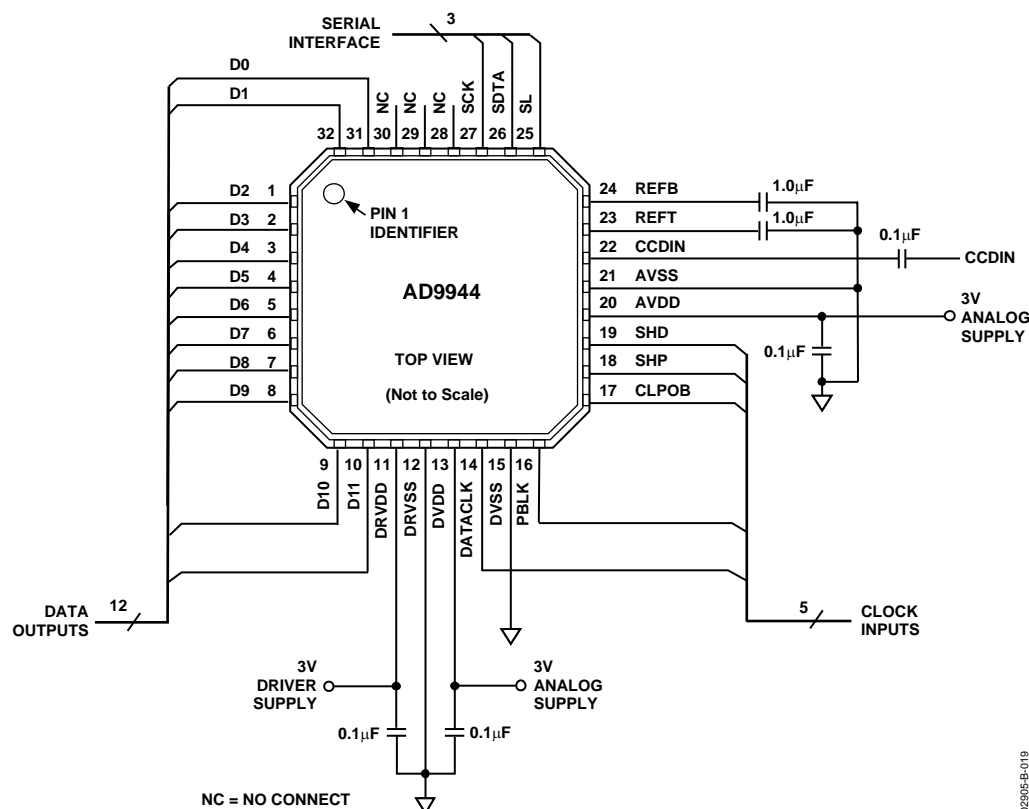 SERIAL
INTERFACE
3
D0
D1
NC
NC
NC
SCK
SDTA
SL
32 31 30 29 28 27 26 25
D2 1
D3 2
D4 3
D5 4
D6 5
D7 6
D8 7
D9 8
PIN 1
IDENTIFIER
AD9944
TOP VIEW
(Not to Scale)
24 REFB
23 REFT
22 CCDIN
21 AVSS
20 AVDD
19 SHD
18 SHP
17 CLPOB
1.0μF
1.0μF
0.1μF
CCDIN
3V
ANALOG
SUPPLY
0.1μF
9 10 11 12 13 14 15 16
D10
D11
DRVDD
DRVSS
DVDD
DATACLK
DVSS
PBLK
DATA
OUTPUTS
12
5
CLOCK
INPUTS
3V
DRIVER
SUPPLY
3V
ANALOG
SUPPLY
0.1μF
0.1μF
NC = NO CONNECT
02905-B-019